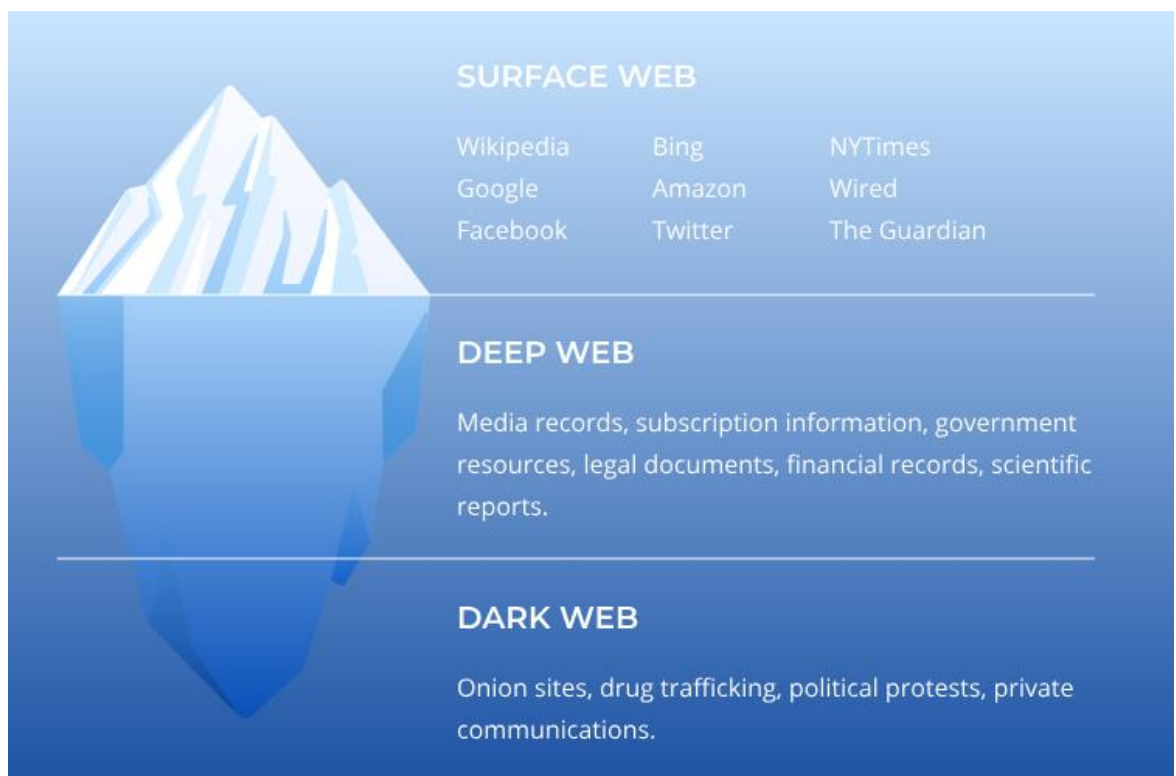 SURFACE WEB
Wikipedia Bing NYTimes
Google Amazon Wired
Facebook Twitter The Guardian
DEEP WEB
Media records, subscription information, government
resources, legal documents, financial records, scientific
reports.
DARK WEB
Onion sites, drug trafficking, political protests, private
communications.